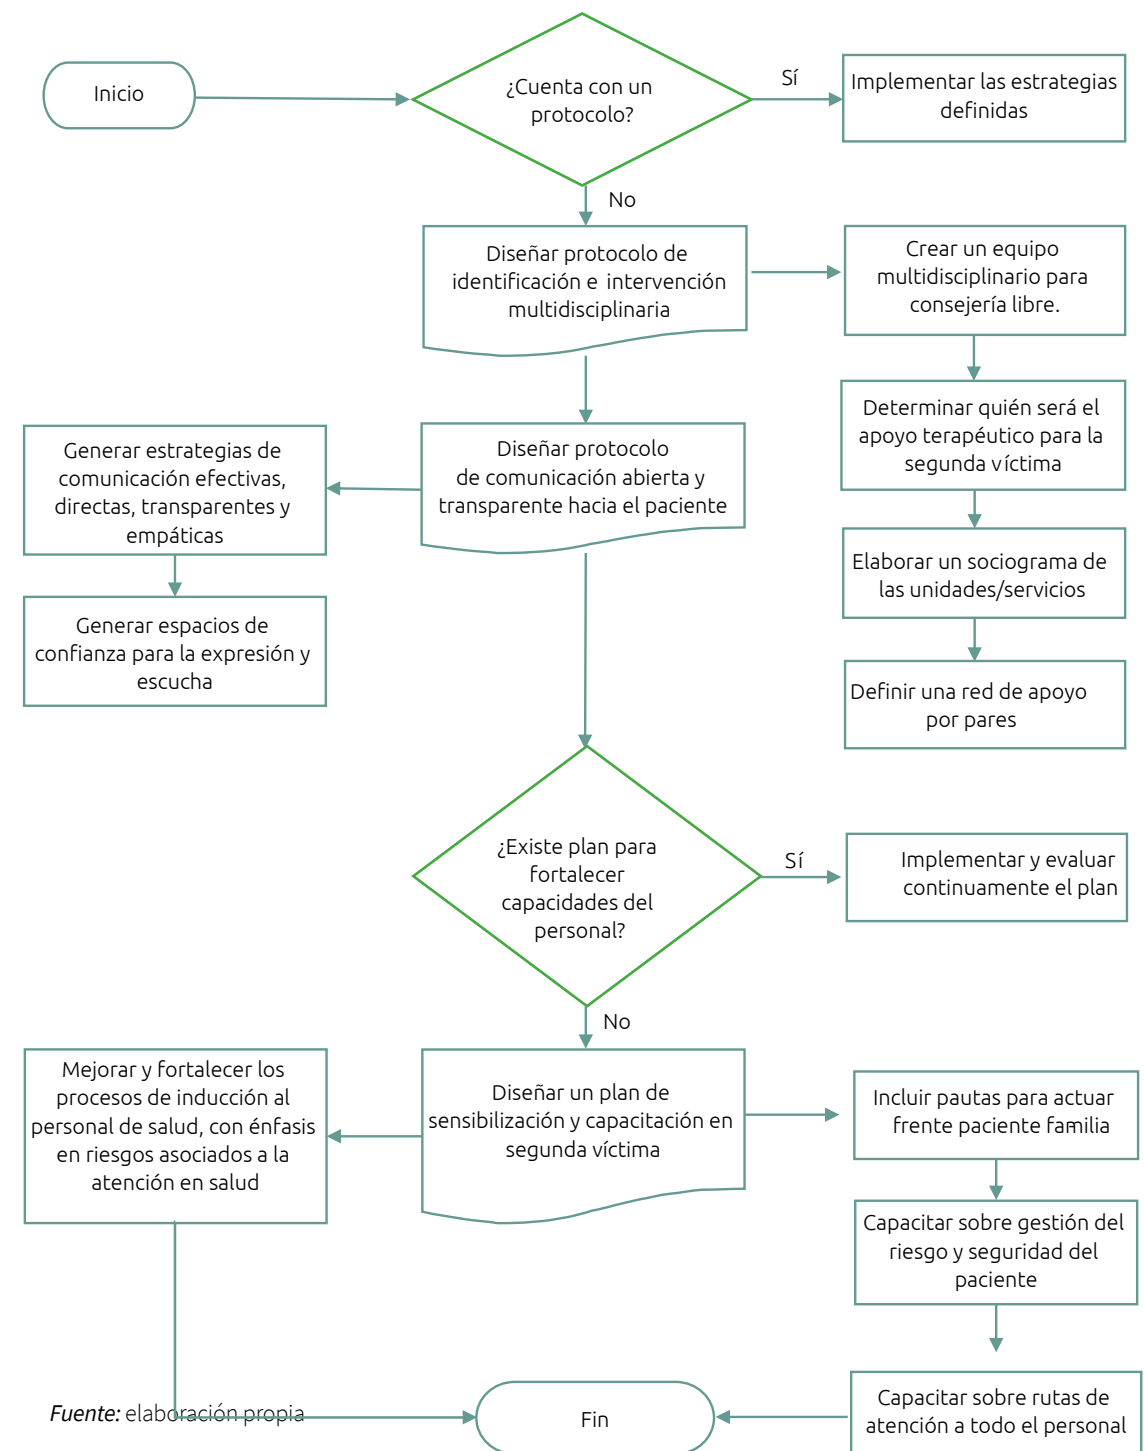 Inicio
¿Cuenta con un
protocolo?
Sí
Implementar las estrategias
definidas
No
Diseñar protocolo de
identificación e intervención
multidisciplinaria
Crear un equipo
multidisciplinario para
consejería libre.
Determinar quién será el
apoyo terapéutico para la
segunda víctima
Elaborar un sociograma de
las unidades/servicios
Definir una red de apoyo
por pares
Diseñar protocolo
de comunicación abierta y
transparente hacia el paciente
Generar estrategias de
comunicación efectivas,
directas, transparentes y
empáticas
Generar espacios de
confianza para la expresión y
escucha
¿Existe plan para
fortalecer
capacidades del
personal?
Sí
Implementar y evaluar
continuamente el plan
No
Diseñar un plan de
sensibilización y capacitación en
segunda víctima
Mejorar y fortalecer los
procesos de inducción al
personal de salud, con énfasis
en riesgos asociados a la
atención en salud
Incluir pautas para actuar
frente paciente familia
Capacitar sobre gestión del
riesgo y seguridad del
paciente
Capacitar sobre rutas de
atención a todo el personal
Fin
Fuente: elaboración propia